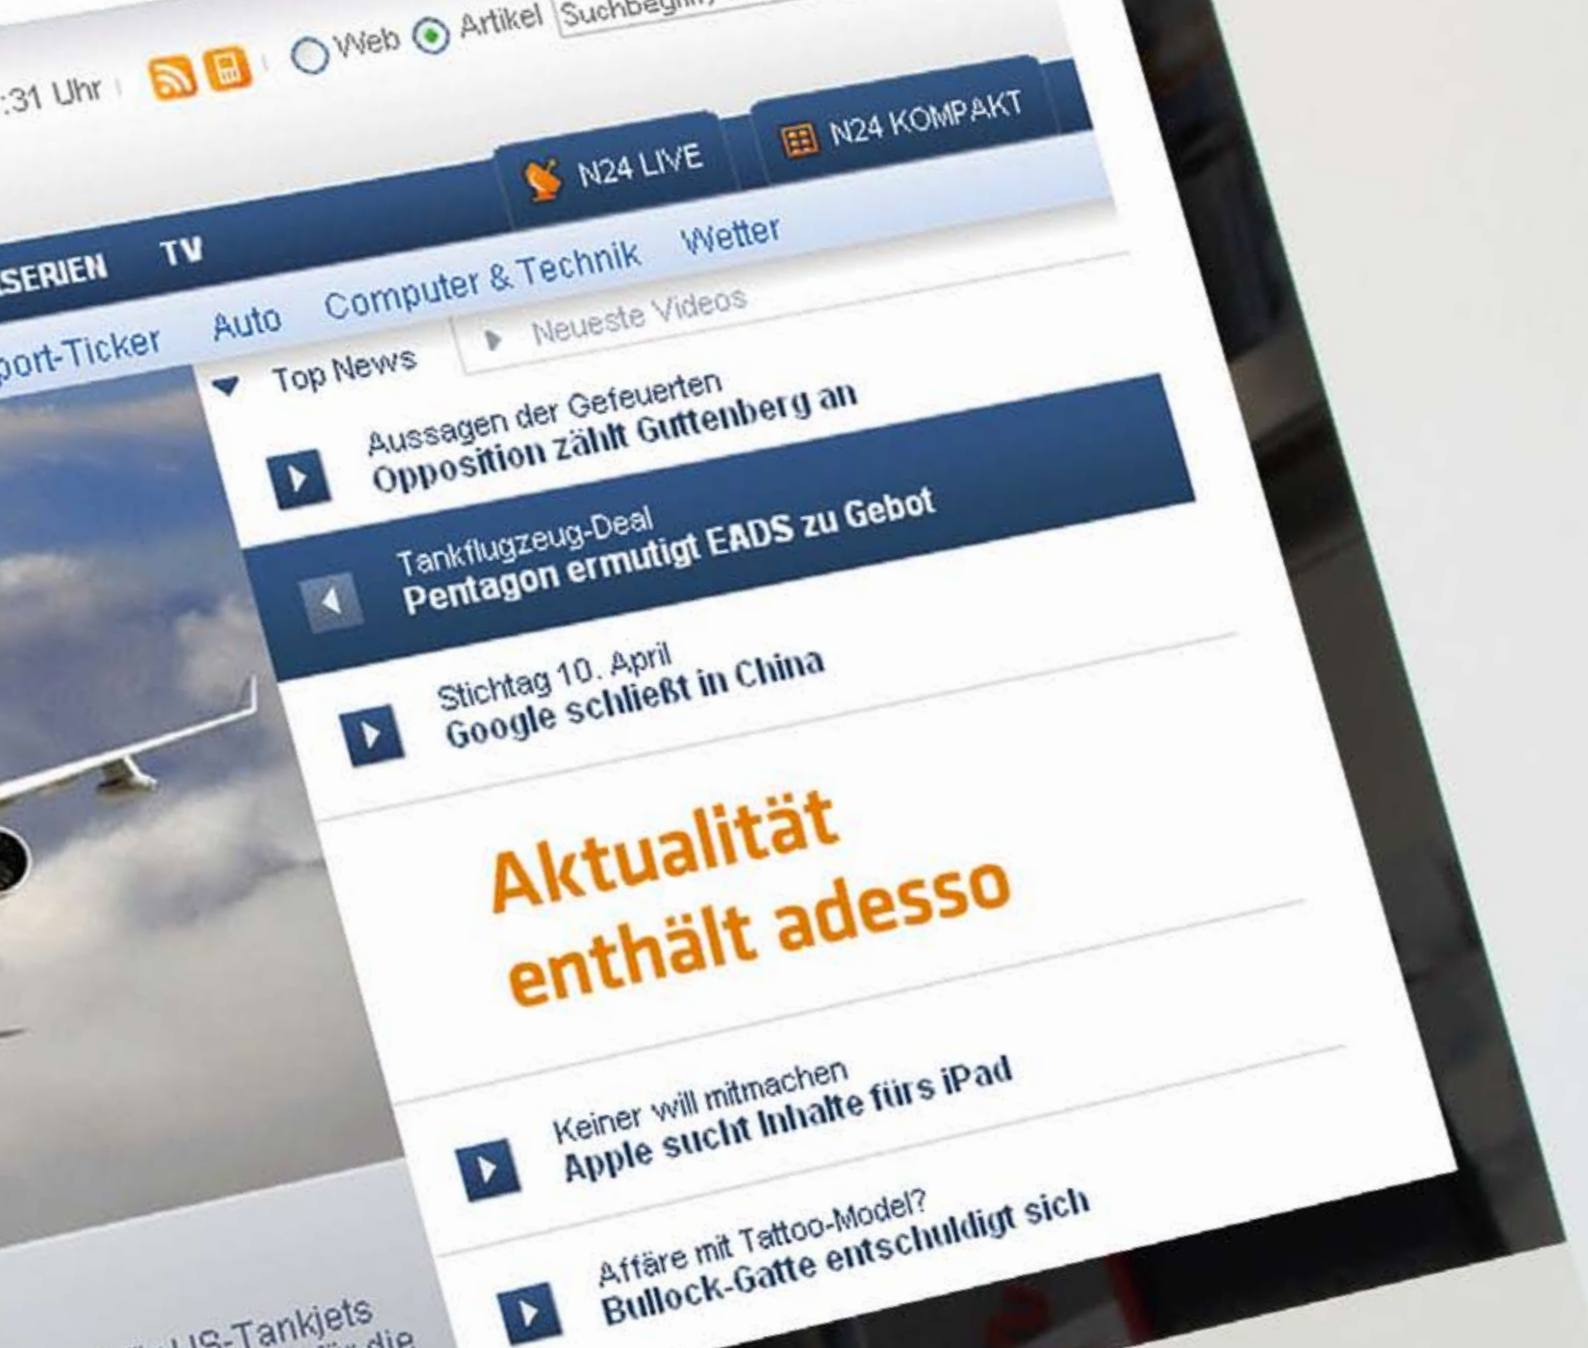 :31 Uhr
Web
Artikel
N24 LIVE
N24 KOMPAKT
TV
Auto
Computer & Technik
Wetter
Top News
Neueste Videos
Aussagen der Gefeuerten
Opposition zählt Guttenberg an
Tankflugzeug-Deal
Pentagon ermutigt EADS zu Gebot
Stichtag 10. April
Google schließt in China
Aktualität
enthält adesso
Keiner will mitmachen
Apple sucht Inhalte fürs iPad
Affäre mit Tattoo-Model?
Bullock-Gatte entschuldigt sich
US-Tankjets
die